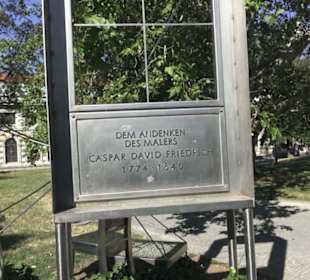 DEM ANDENKEN
DES MALERS
CASPAR DAVID FRIEDRICH
1774-1840